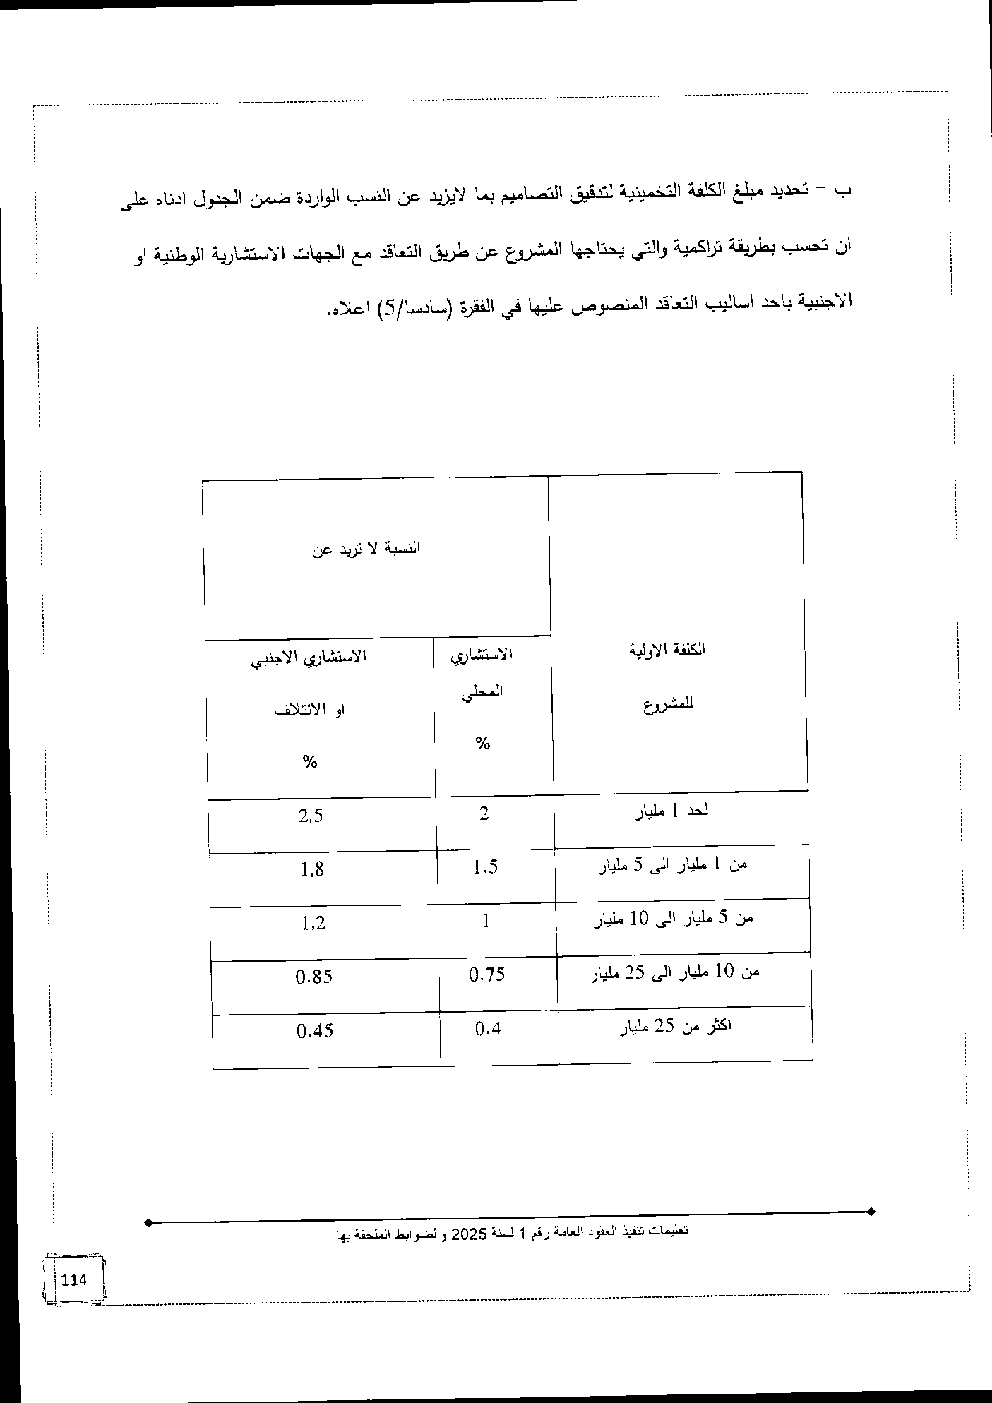 ب – تحديد مبلغ الكلفة التخمينية لتدقيق التصاميم بما لايزيد عن النسب الواردة ضمن الجدول ادناه على
ان تحسب بطريقة تراكمية والتي يحتاجها المشروع عن طريق التعاقد مع الجهات الاستشارية الوطنية او
الاجنبية باحد اساليب التعاقد المنصوص عليها في الفقرة (سادسا/5) اعلاه.
النسبة لا تزيد عن
الكلفة الاولية
للمشروع
الاستشاري
المحلي
%
الاستشاري الاجنبي
او الائتلاف
%
لحد 1 مليار 2 2,5
من 1 مليار الى 5 مليار 1.5 1,8
من 5 مليار الى 10 مليار 1 1,2
من 10 مليار الى 25 مليار 0.75 0.85
اكثر من 25 مليار 0.4 0.45
تعليمات تنفيذ العقود العامة رقم 1 لسنة 2025 والضوابط الملحقة بها
114